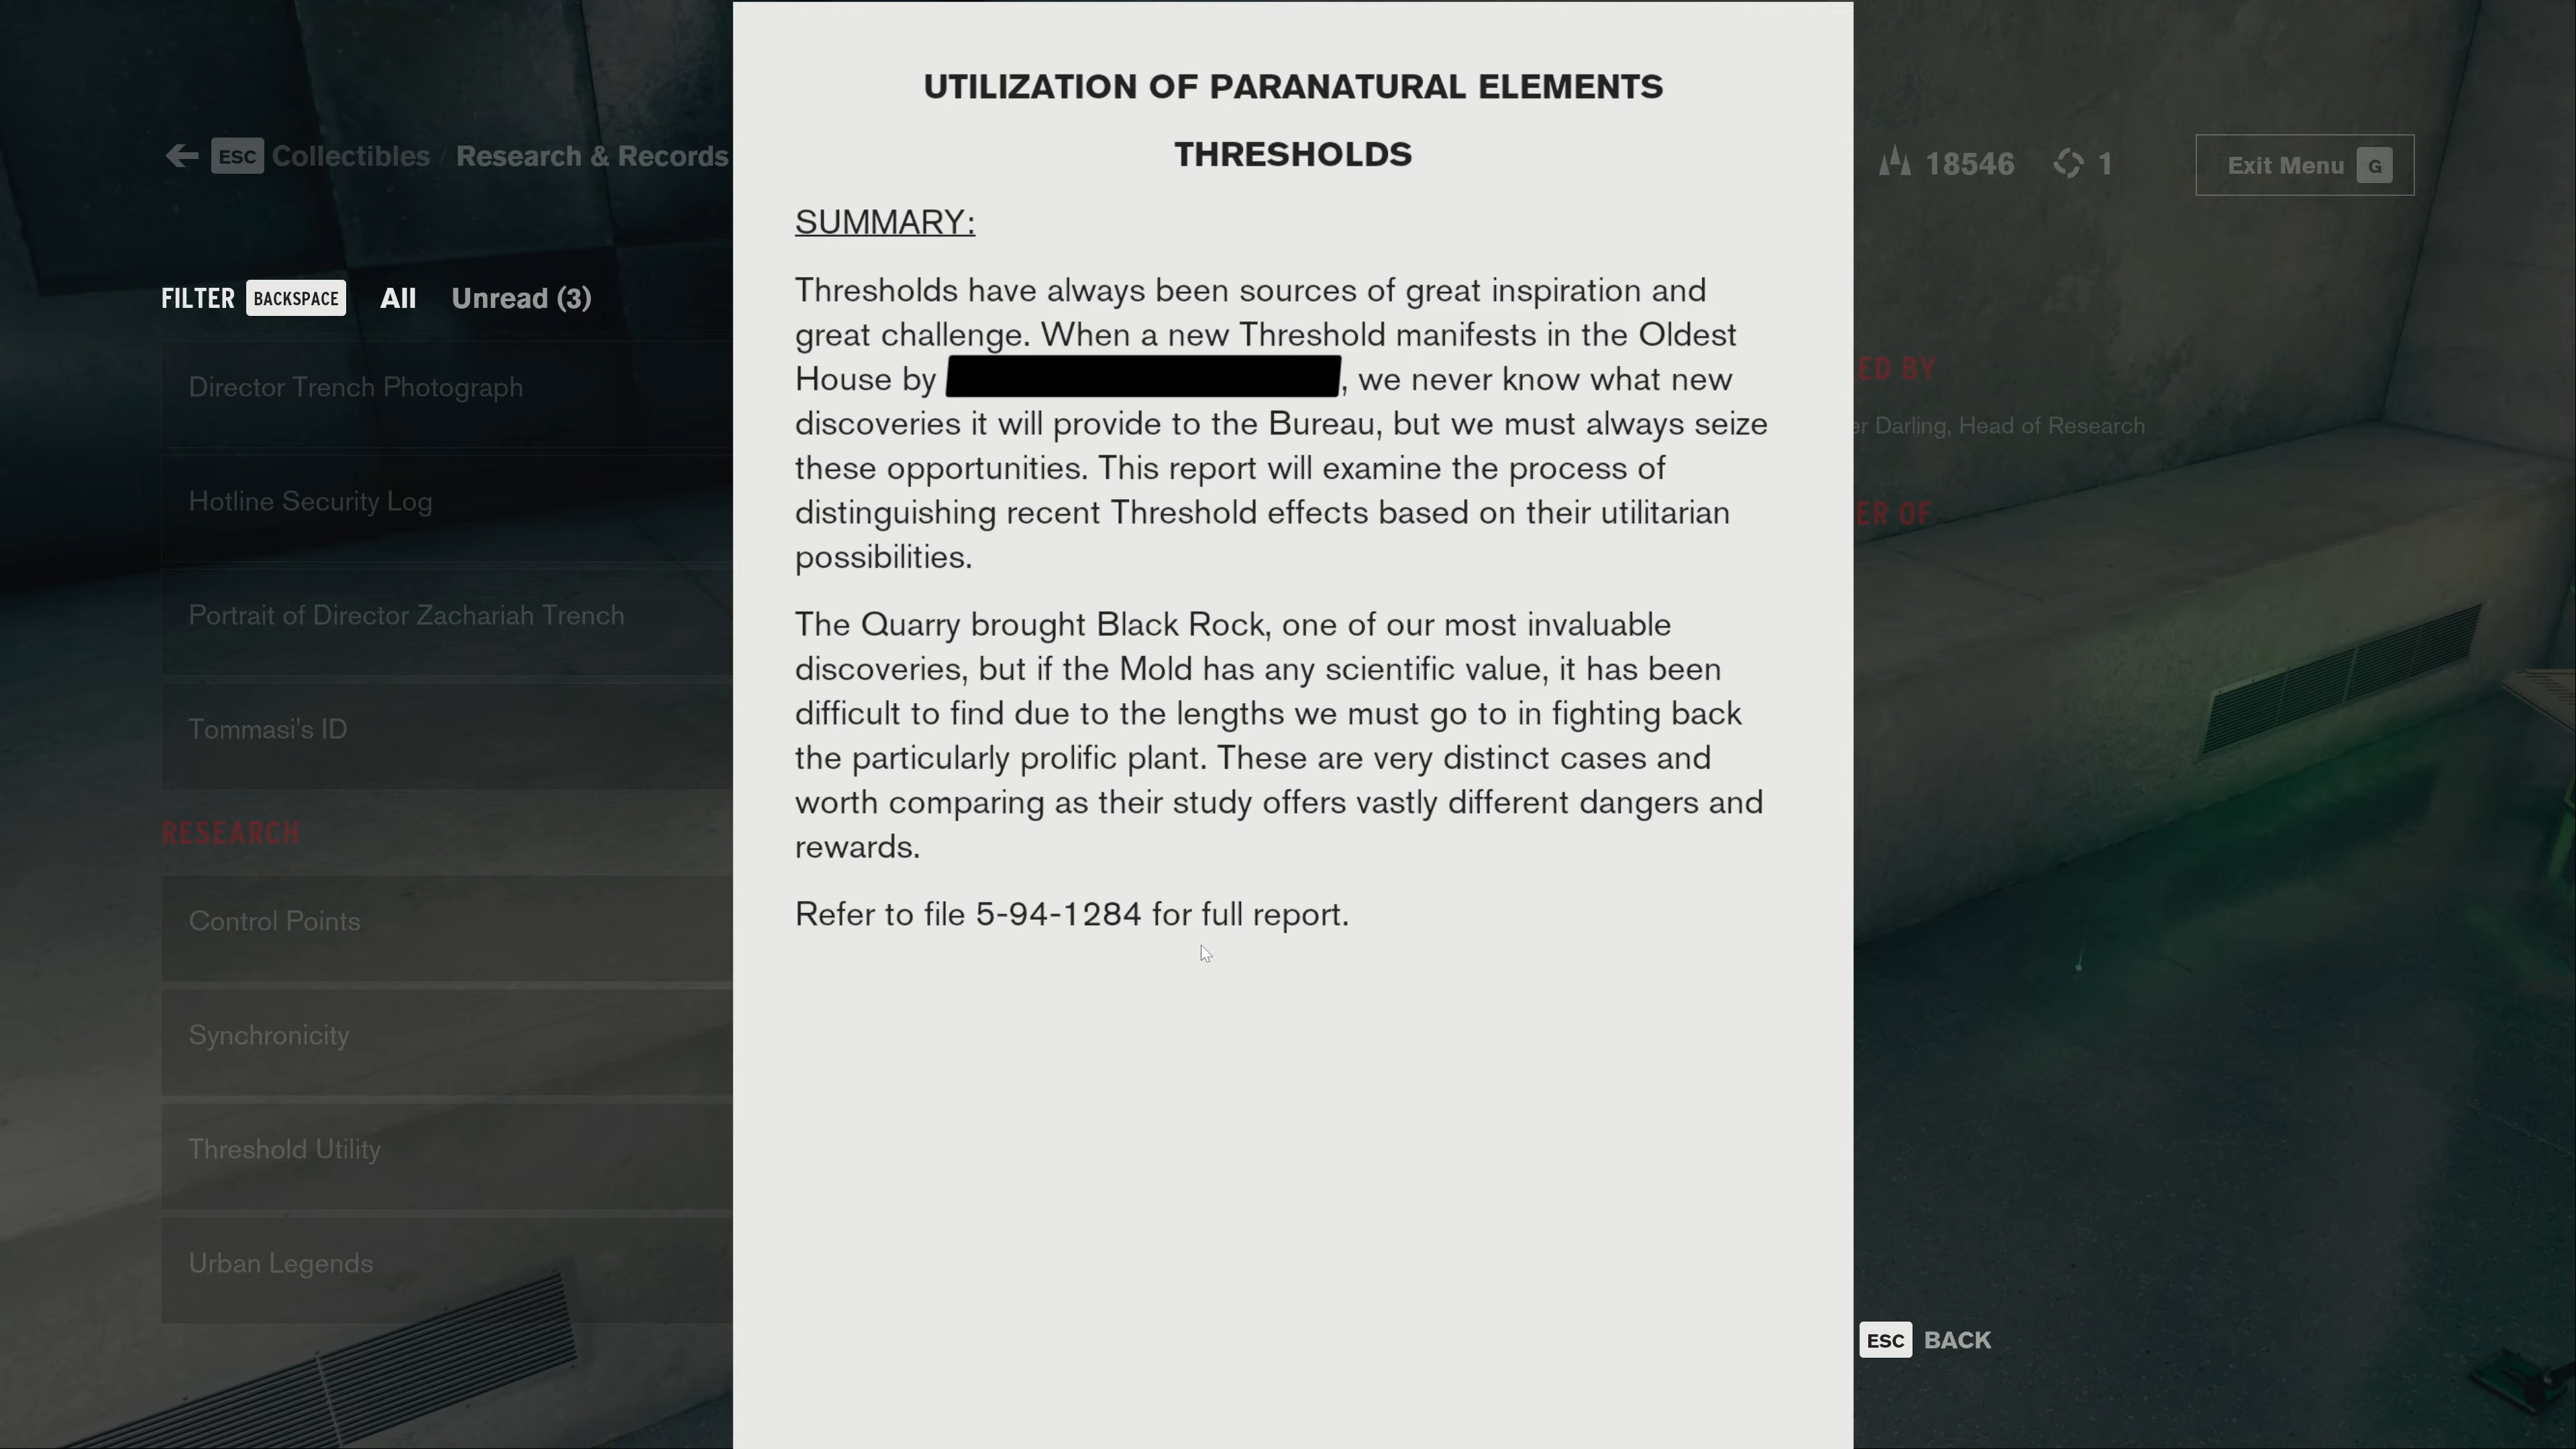 ESC Collectibles / Research & Records
18546
1
Exit Menu G
FILTER BACKSPACE All Unread (3)
Director Trench Photograph
Hotline Security Log
Portrait of Director Zachariah Trench
Tommasi's ID
RESEARCH
Control Points
Synchronicity
Threshold Utility
Urban Legends
UTILIZATION OF PARANATURAL ELEMENTS
THRESHOLDS
SUMMARY:
Thresholds have always been sources of great inspiration and
great challenge. When a new Threshold manifests in the Oldest
House by , we never know what new
discoveries it will provide to the Bureau, but we must always seize
these opportunities. This report will examine the process of
distinguishing recent Threshold effects based on their utilitarian
possibilities.
The Quarry brought Black Rock, one of our most invaluable
discoveries, but if the Mold has any scientific value, it has been
difficult to find due to the lengths we must go to in fighting back
the particularly prolific plant. These are very distinct cases and
worth comparing as their study offers vastly different dangers and
rewards.
Refer to file 5-94-1284 for full report.
ED BY
er Darling, Head of Research
ER OF
ESC BACK